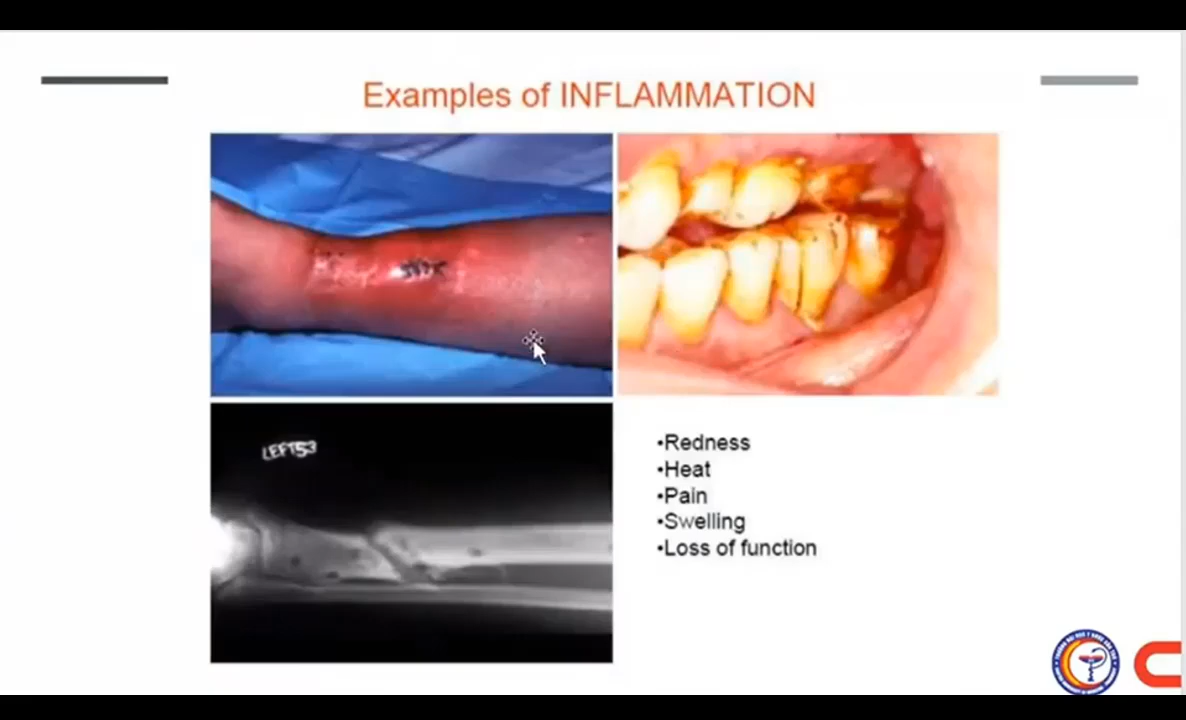 Examples of INFLAMMATION
LEFT53
•Redness
•Heat
•Pain
•Swelling
•Loss of function